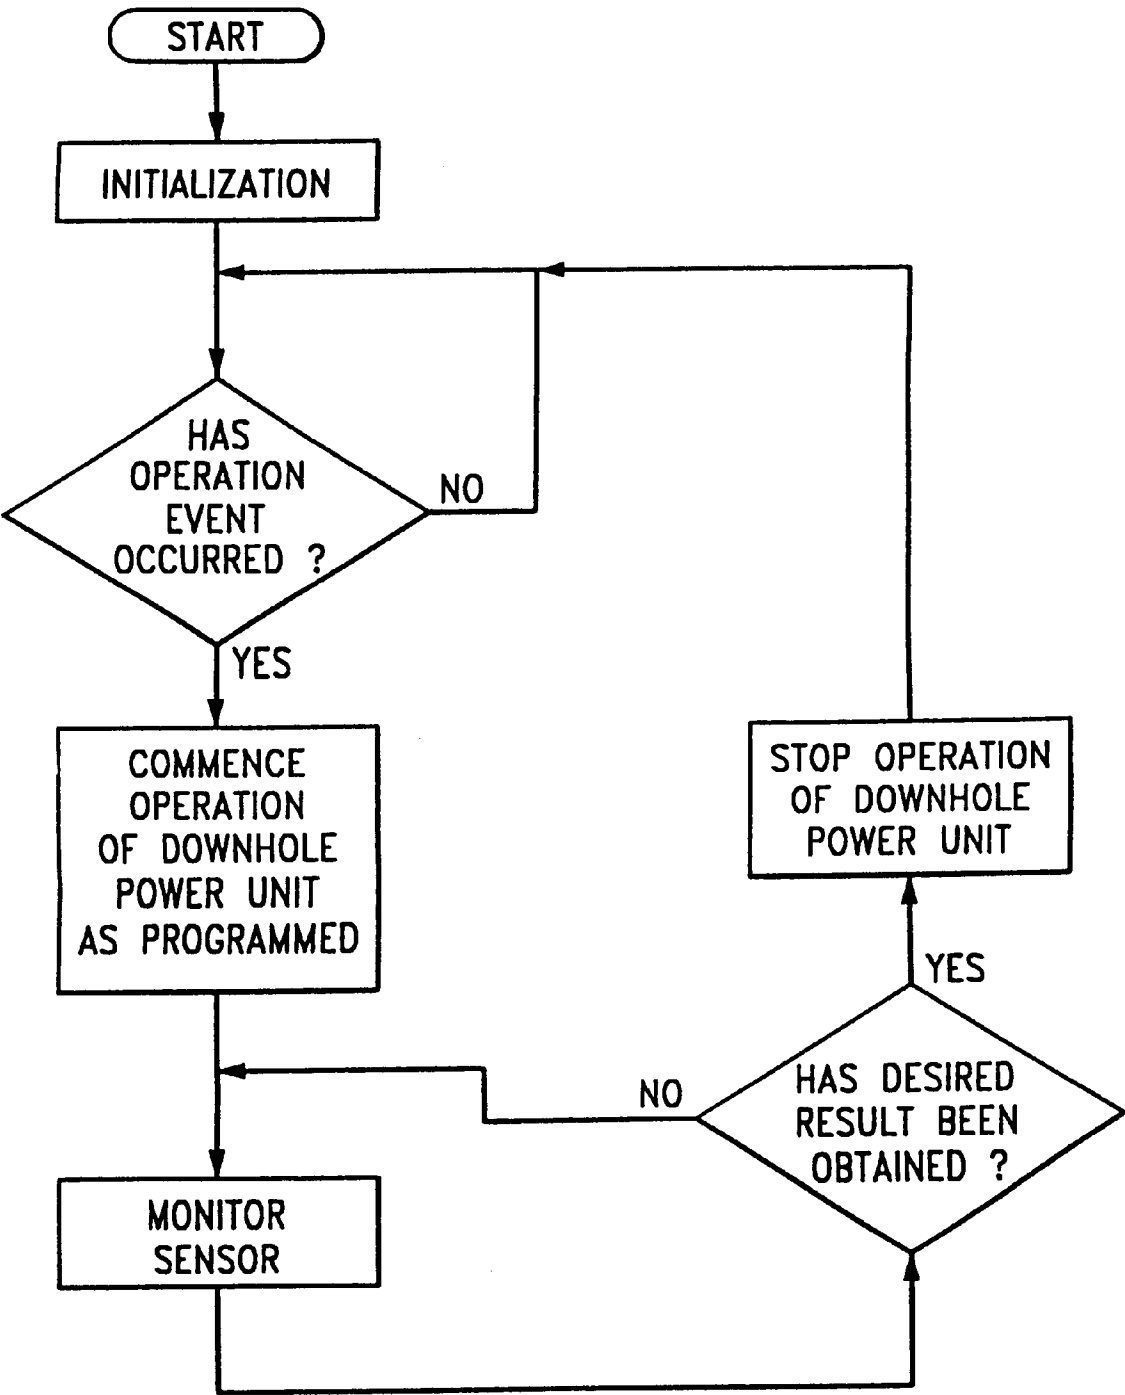 START
INITIALIZATION
HAS
OPERATION
EVENT
OCCURRED ?
NO
YES
COMMENCE
OPERATION
OF DOWNHOLE
POWER UNIT
AS PROGRAMMED
MONITOR
SENSOR
HAS DESIRED
RESULT BEEN
OBTAINED ?
NO
YES
STOP OPERATION
OF DOWNHOLE
POWER UNIT